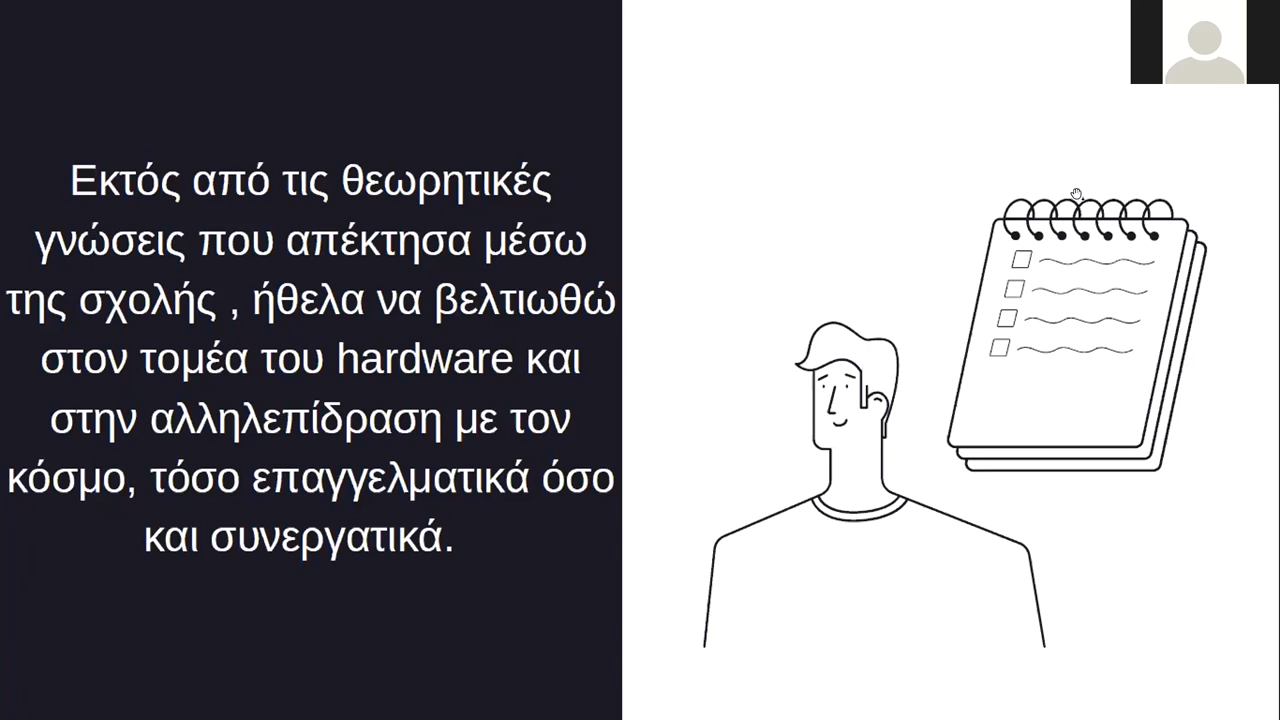 Εκτός από τις θεωρητικές
γνώσεις που απέκτησα μέσω
της σχολής , ήθελα να βελτιωθώ
στον τομέα του hardware και
στην αλληλεπίδραση με τον
κόσμο, τόσο επαγγελματικά όσο
και συνεργατικά.